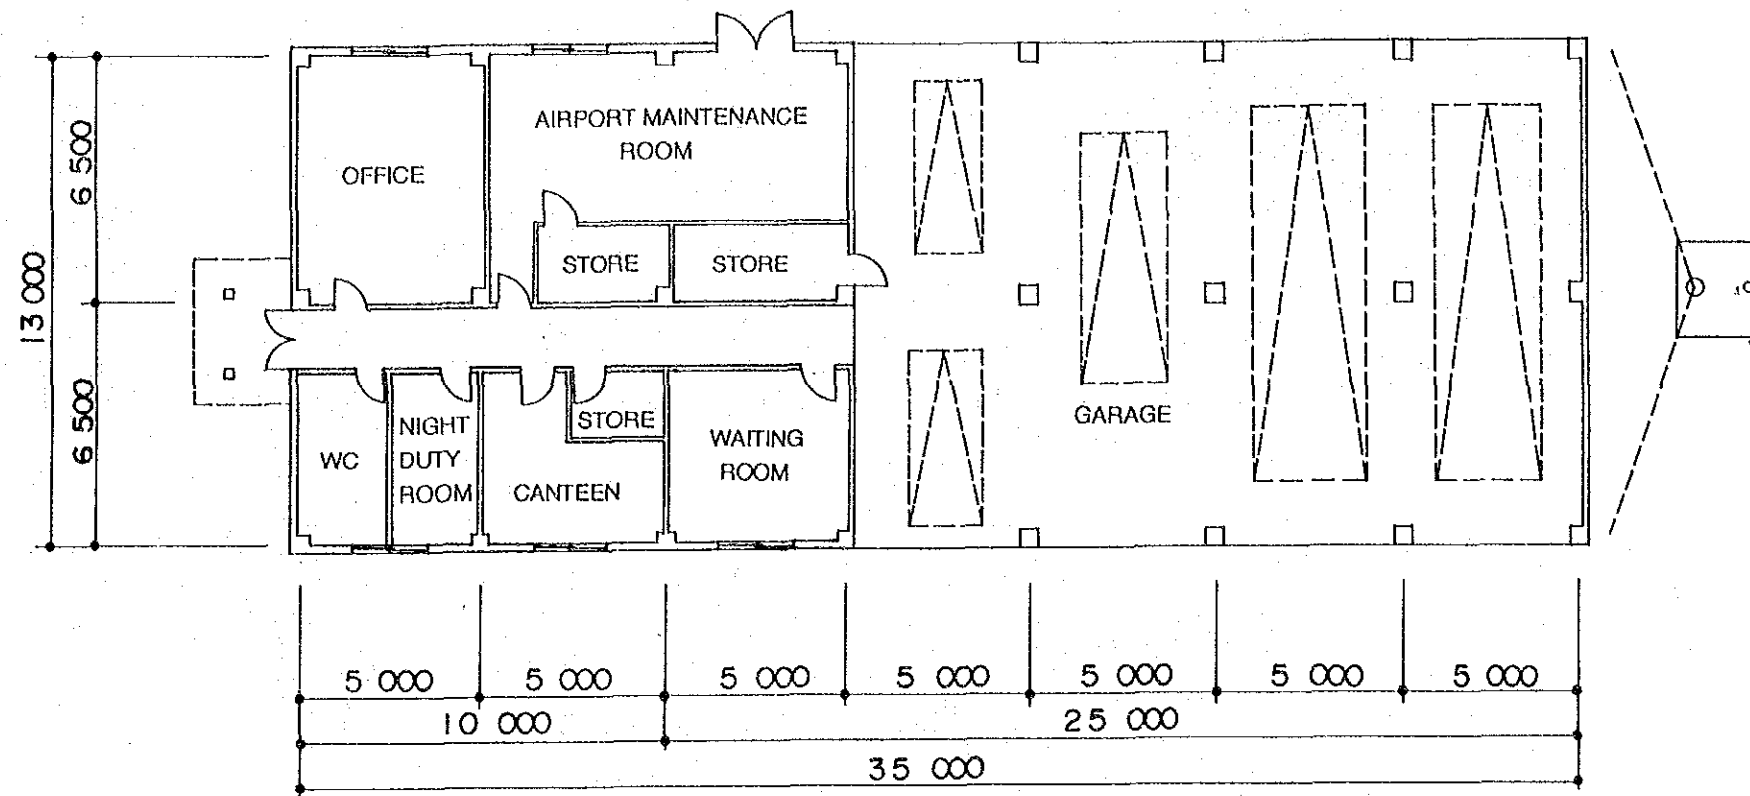 AIRPORT MAINTENANCE
ROOM
OFFICE
STORE
STORE
6 500
13 000
6 500
WC
NIGHT
DUTY
ROOM
CANTEEN
STORE
WAITING
ROOM
GARAGE
5 000
5 000
5 000
5 000
5 000
5 000
5 000
10 000
25 000
35 000